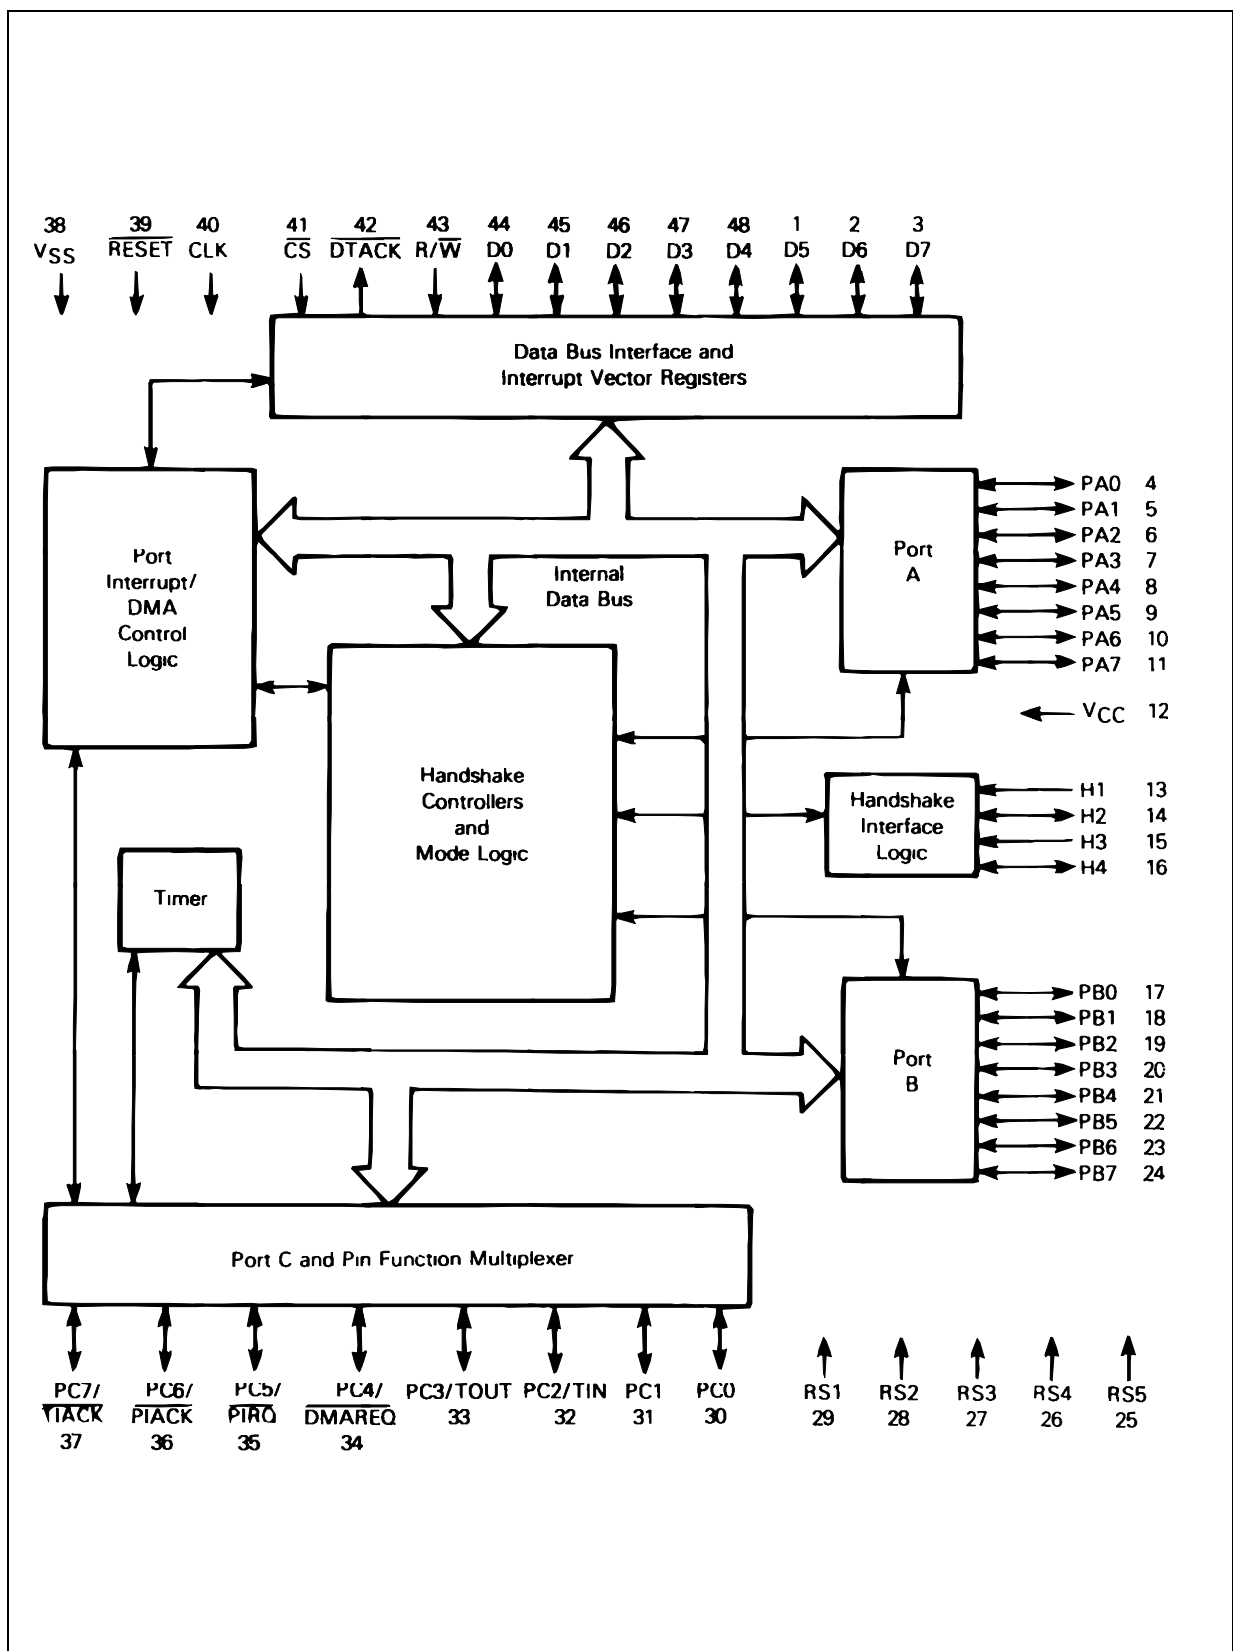 38 39 40 41 42 43 44 45 46 47 48 1 2 3
VSS RESET CLK CS DTACK R/W D0 D1 D2 D3 D4 D5 D6 D7
Data Bus Interface and
Interrupt Vector Registers
Port
Interrupt/
DMA
Control
Logic
Internal
Data Bus
Port
A
PA0 4
PA1 5
PA2 6
PA3 7
PA4 8
PA5 9
PA6 10
PA7 11
VCC 12
Handshake
Controllers
and
Mode Logic
Handshake
Interface
Logic
H1 13
H2 14
H3 15
H4 16
Timer
Port
B
PB0 17
PB1 18
PB2 19
PB3 20
PB4 21
PB5 22
PB6 23
PB7 24
Port C and Pin Function Multiplexer
PC7/ PC6/ PC5/ PC4/ PC3/TOUT PC2/TIN PC1 PC0 RS1 RS2 RS3 RS4 RS5
TIACK PIACK PIRQ DMAREQ 33 32 31 30 29 28 27 26 25
37 36 35 34